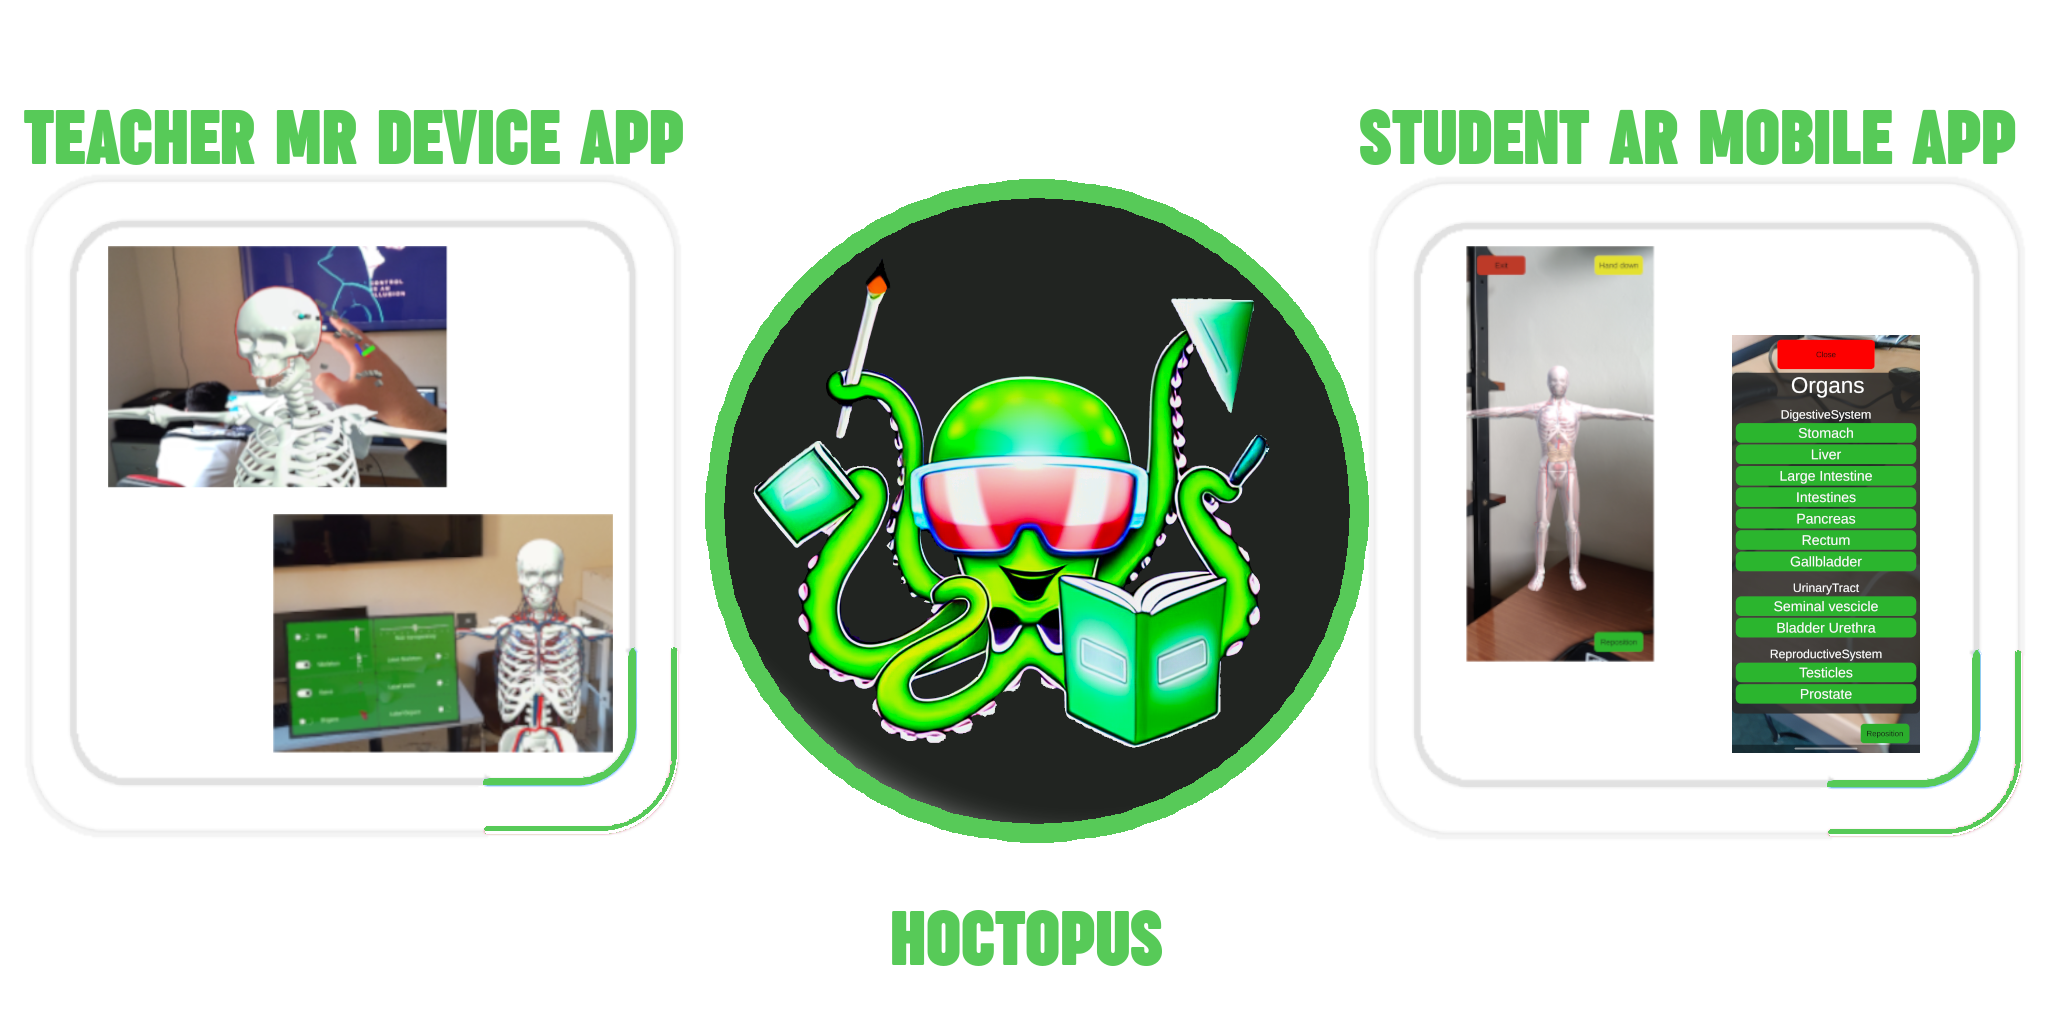 TEACHER MR DEVICE APP
STUDENT AR MOBILE APP
Exit
Hand down
Reposition
Close
Organs
DigestiveSystem
Stomach
Liver
Large Intestine
Intestines
Pancreas
Rectum
Gallbladder
UrinaryTract
Seminal vescicle
Bladder Urethra
ReproductiveSystem
Testicles
Prostate
Reposition
HOCTOPUS